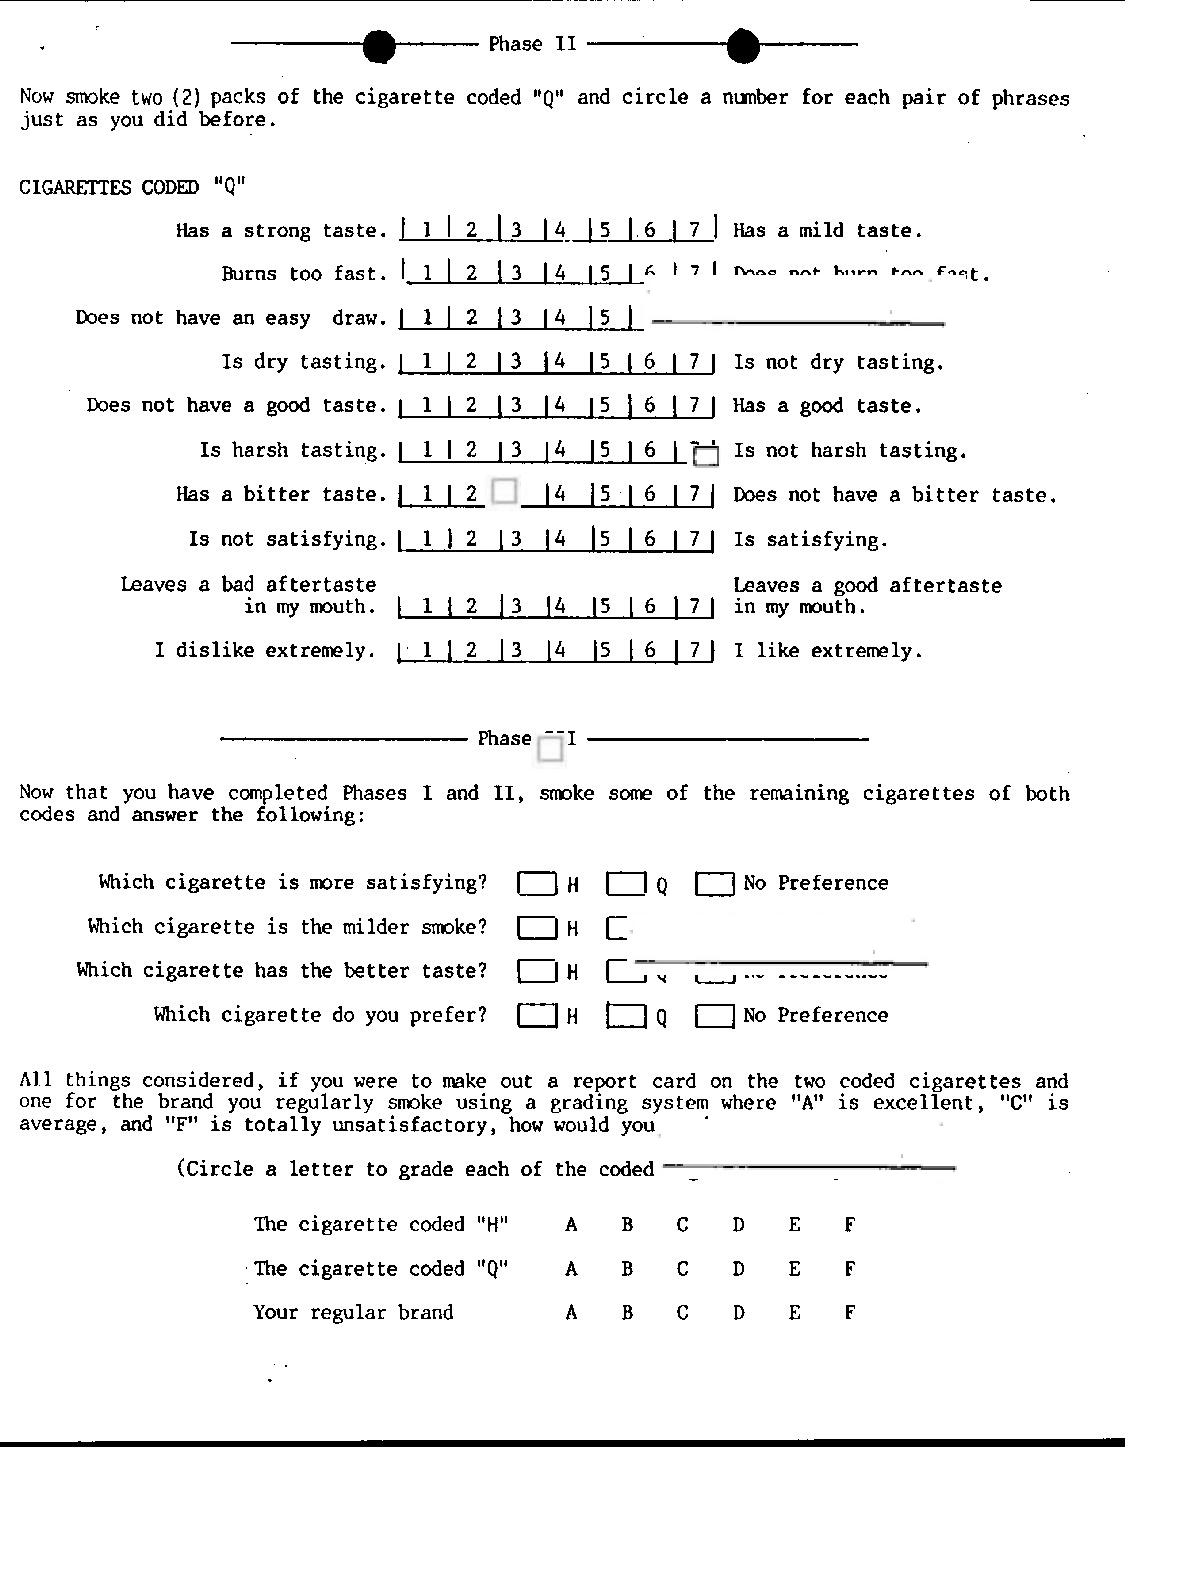 Phase II
Now smoke two (2) packs of the cigarette coded "Q" and circle a number for each pair of phrases
just as you did before.
CIGARETTES CODED "Q"
Has a strong taste. | 1 | 2 | 3 | 4 | 5 | 6 | 7 | Has a mild taste.
Burns too fast. | 1 | 2 | 3 | 4 | 5 | 6 | 7 | Does not burn too fast.
Does not have an easy draw. | 1 | 2 | 3 | 4 | 5 |
Is dry tasting. | 1 | 2 | 3 | 4 | 5 | 6 | 7 | Is not dry tasting.
Does not have a good taste. | 1 | 2 | 3 | 4 | 5 | 6 | 7 | Has a good taste.
Is harsh tasting. | 1 | 2 | 3 | 4 | 5 | 6 | Is not harsh tasting.
Has a bitter taste. | 1 | 2 | 4 | 5 | 6 | 7 | Does not have a bitter taste.
Is not satisfying. | 1 | 2 | 3 | 4 | 5 | 6 | 7 | Is satisfying.
Leaves a bad aftertaste Leaves a good aftertaste
in my mouth. | 1 | 2 | 3 | 4 | 5 | 6 | 7 | in my mouth.
I dislike extremely. | 1 | 2 | 3 | 4 | 5 | 6 | 7 | I like extremely.
Phase
Now that you have completed Phases I and II, smoke some of the remaining cigarettes of both
codes and answer the following:
Which cigarette is more satisfying? H Q No Preference
Which cigarette is the milder smoke? H
Which cigarette has the better taste? H
Which cigarette do you prefer? H Q No Preference
All things considered, if you were to make out a report card on the two coded cigarettes and
one for the brand you regularly smoke using a grading system where "A" is excellent, "C" is
average, and "F" is totally unsatisfactory, how would you
(Circle a letter to grade each of the coded
The cigarette coded "H" A B C D E F
The cigarette coded "Q" A B C D E F
Your regular brand A B C D E F